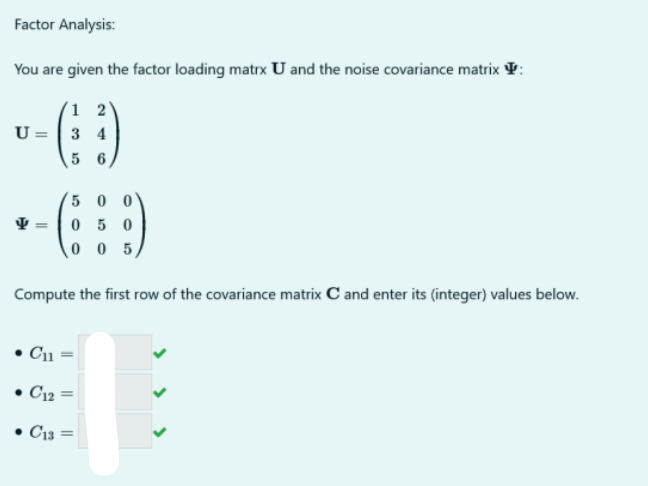 Factor Analysis:
You are given the factor loading matrx U and the noise covariance matrix Ψ:
U = ( 1 2
3 4
5 6 )
Ψ = ( 5 0 0
0 5 0
0 0 5 )
Compute the first row of the covariance matrix C and enter its (integer) values below.
• C₁₁ = ✔
• C₁₂ = ✔
• C₁₃ = ✔